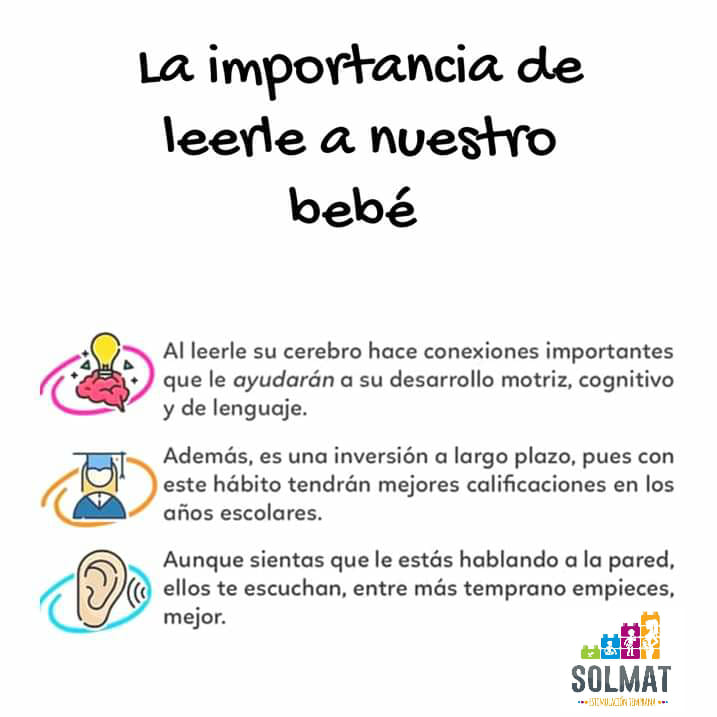 La importancia de
leerle a nuestro
bebé
Al leerle su cerebro hace conexiones importantes
que le ayudarán a su desarrollo motriz, cognitivo
y de lenguaje.
Además, es una inversión a largo plazo, pues con
este hábito tendrán mejores calificaciones en los
años escolares.
Aunque sientas que le estás hablando a la pared,
ellos te escuchan, entre más temprano empieces,
mejor.
SOLMAT
ESTIMULACIÓN TEMPRANA